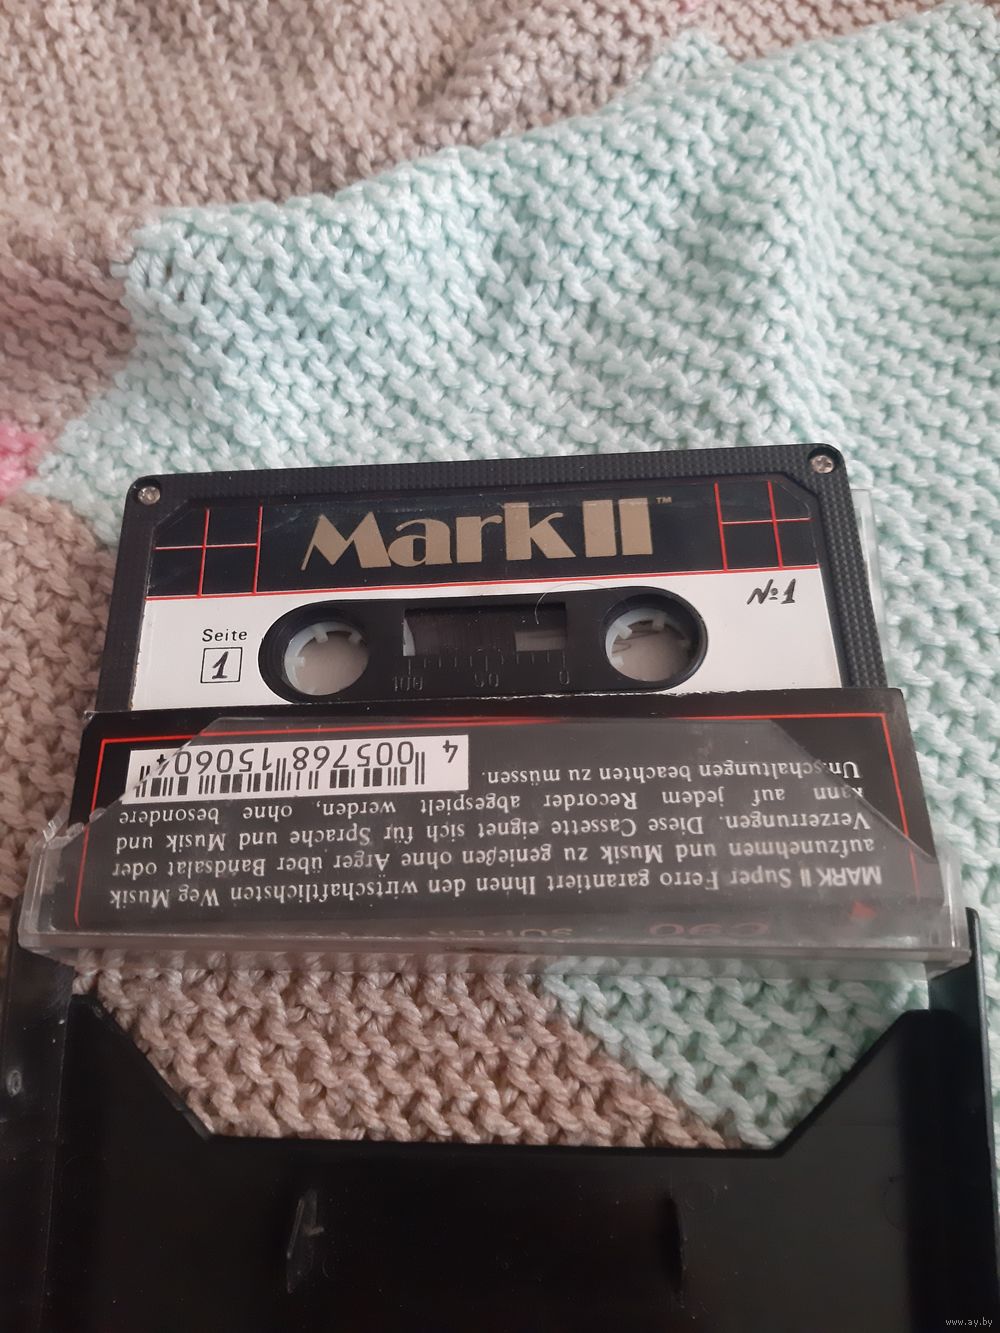 Mark II™
№1
Seite
1
0 50 100
C90 SUPER
MARK II Super Ferro garantiert Ihnen den wirtschaftlichsten Weg Musik
aufzunehmen und Musik zu genießen ohne Ärger über Bandsalat oder
Verzerrungen. Diese Cassette eignet sich für Sprache und Musik und
kann auf jedem Recorder abgespielt werden, ohne besondere
Umschaltungen beachten zu müssen.
4 005768 150604
www.ay.by